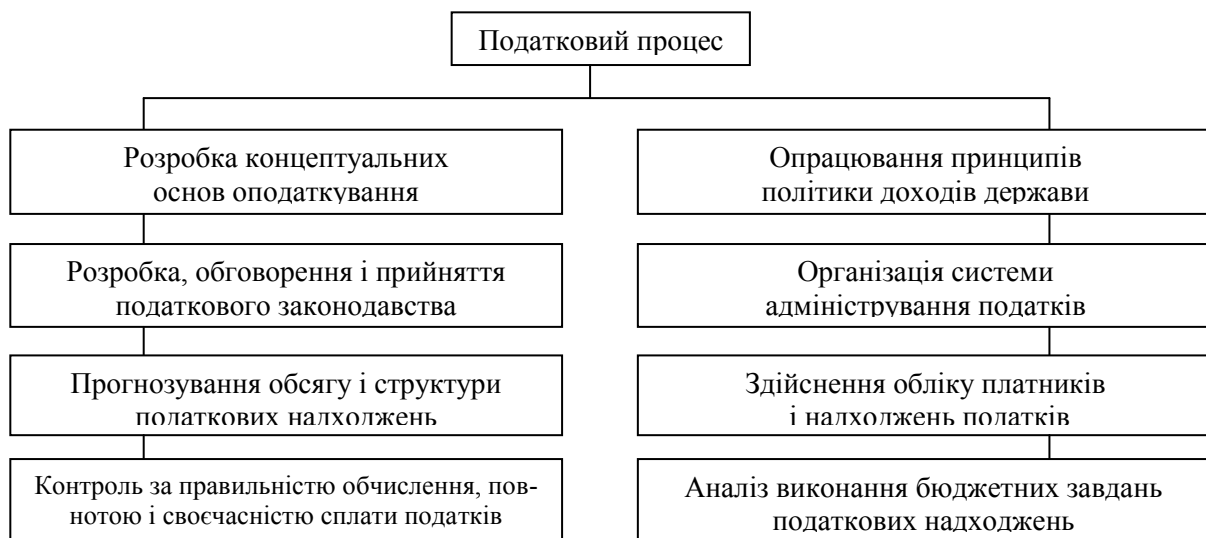 Податковий процес
Розробка концептуальних
основ оподаткування
Опрацювання принципів
політики доходів держави
Розробка, обговорення і прийняття
податкового законодавства
Організація системи
адміністрування податків
Прогнозування обсягу і структури
податкових надходжень
Здійснення обліку платників
і надходжень податків
Контроль за правильністю обчислення, пов-
нотою і своєчасністю сплати податків
Аналіз виконання бюджетних завдань
податкових надходжень